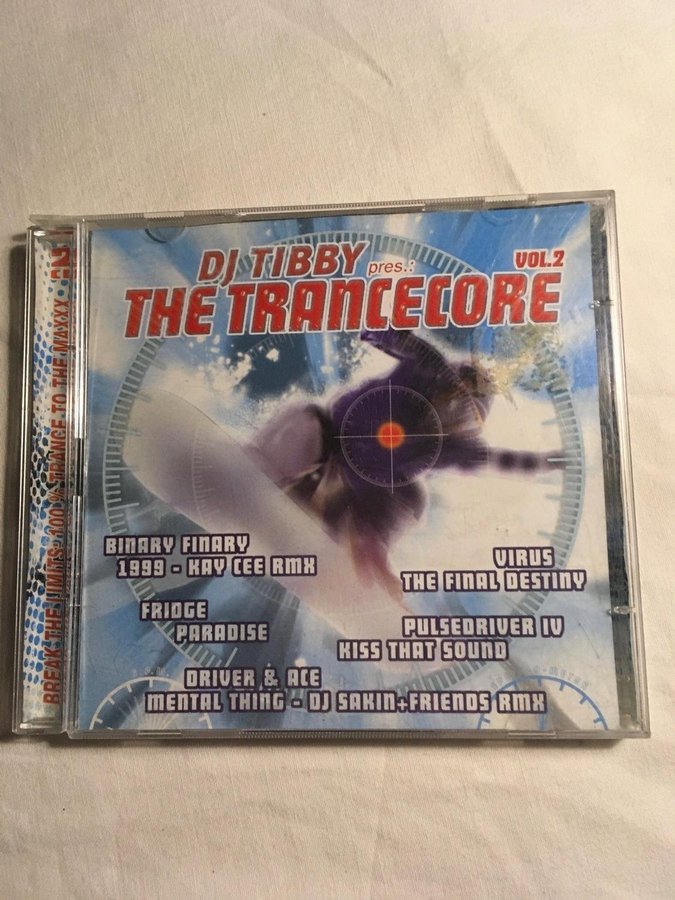 DJ TIBBY pres.:
VOL.2
THE TRANCECORE
BINARY FINARY
1999 - KAY CEE RMX
VIRUS
THE FINAL DESTINY
FRIDGE
PARADISE
PULSEDRIVER IV
KISS THAT SOUND
DRIVER & ACE
MENTAL THING - DJ SAKIN+FRIENDS RMX
BREAK THE LIMITS: 100 % TRANCE TO THE MAXXX